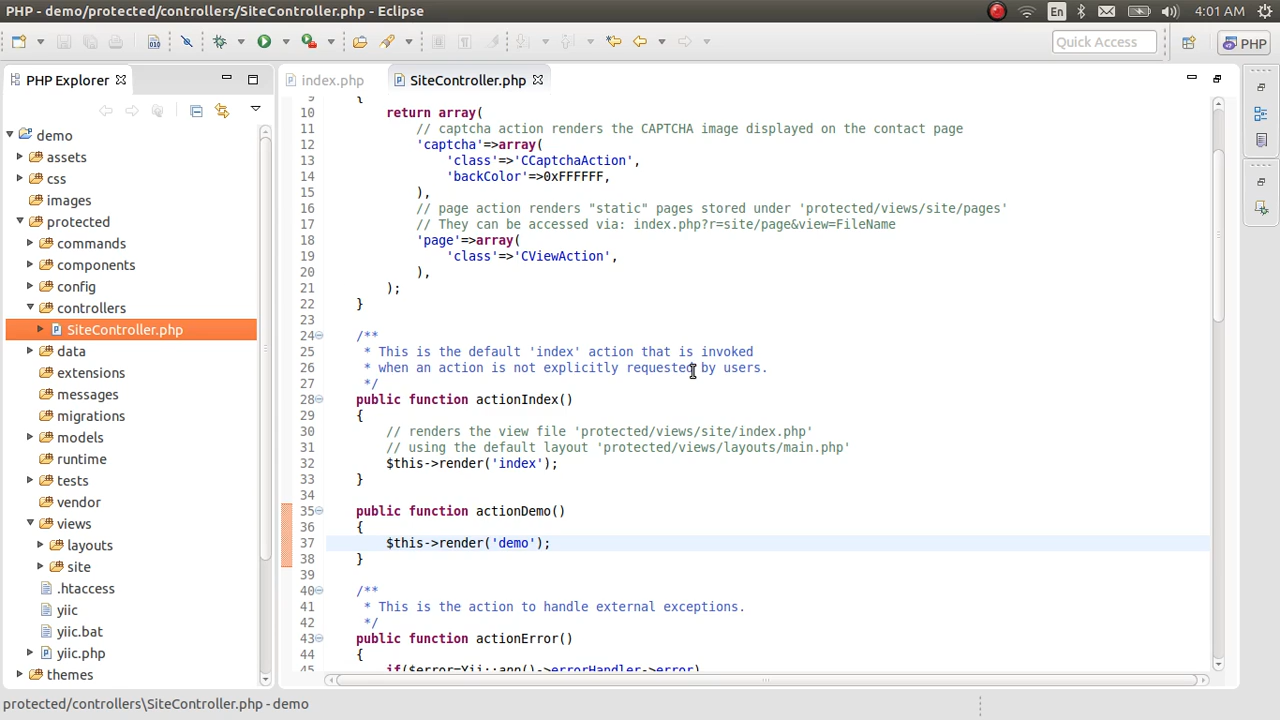 PHP - demo/protected/controllers/SiteController.php - Eclipse
En
4:01 AM
Quick Access
PHP
PHP Explorer
index.php
SiteController.php
demo
assets
css
images
protected
commands
components
config
controllers
SiteController.php
data
extensions
messages
migrations
models
runtime
tests
vendor
views
layouts
site
.htaccess
yiic
yiic.bat
yiic.php
themes
9 {
10 return array(
11 // captcha action renders the CAPTCHA image displayed on the contact page
12 'captcha'=>array(
13 'class'=>'CCaptchaAction',
14 'backColor'=>0xFFFFFF,
15 ),
16 // page action renders "static" pages stored under 'protected/views/site/pages'
17 // They can be accessed via: index.php?r=site/page&view=FileName
18 'page'=>array(
19 'class'=>'CViewAction',
20 ),
21 );
22 }
23
24 /**
25 * This is the default 'index' action that is invoked
26 * when an action is not explicitly requested by users.
27 */
28 public function actionIndex()
29 {
30 // renders the view file 'protected/views/site/index.php'
31 // using the default layout 'protected/views/layouts/main.php'
32 $this->render('index');
33 }
34
35 public function actionDemo()
36 {
37 $this->render('demo');
38 }
39
40 /**
41 * This is the action to handle external exceptions.
42 */
43 public function actionError()
44 {
45 if($error=Yii::app()->errorHandler->error)
protected/controllers\SiteController.php - demo